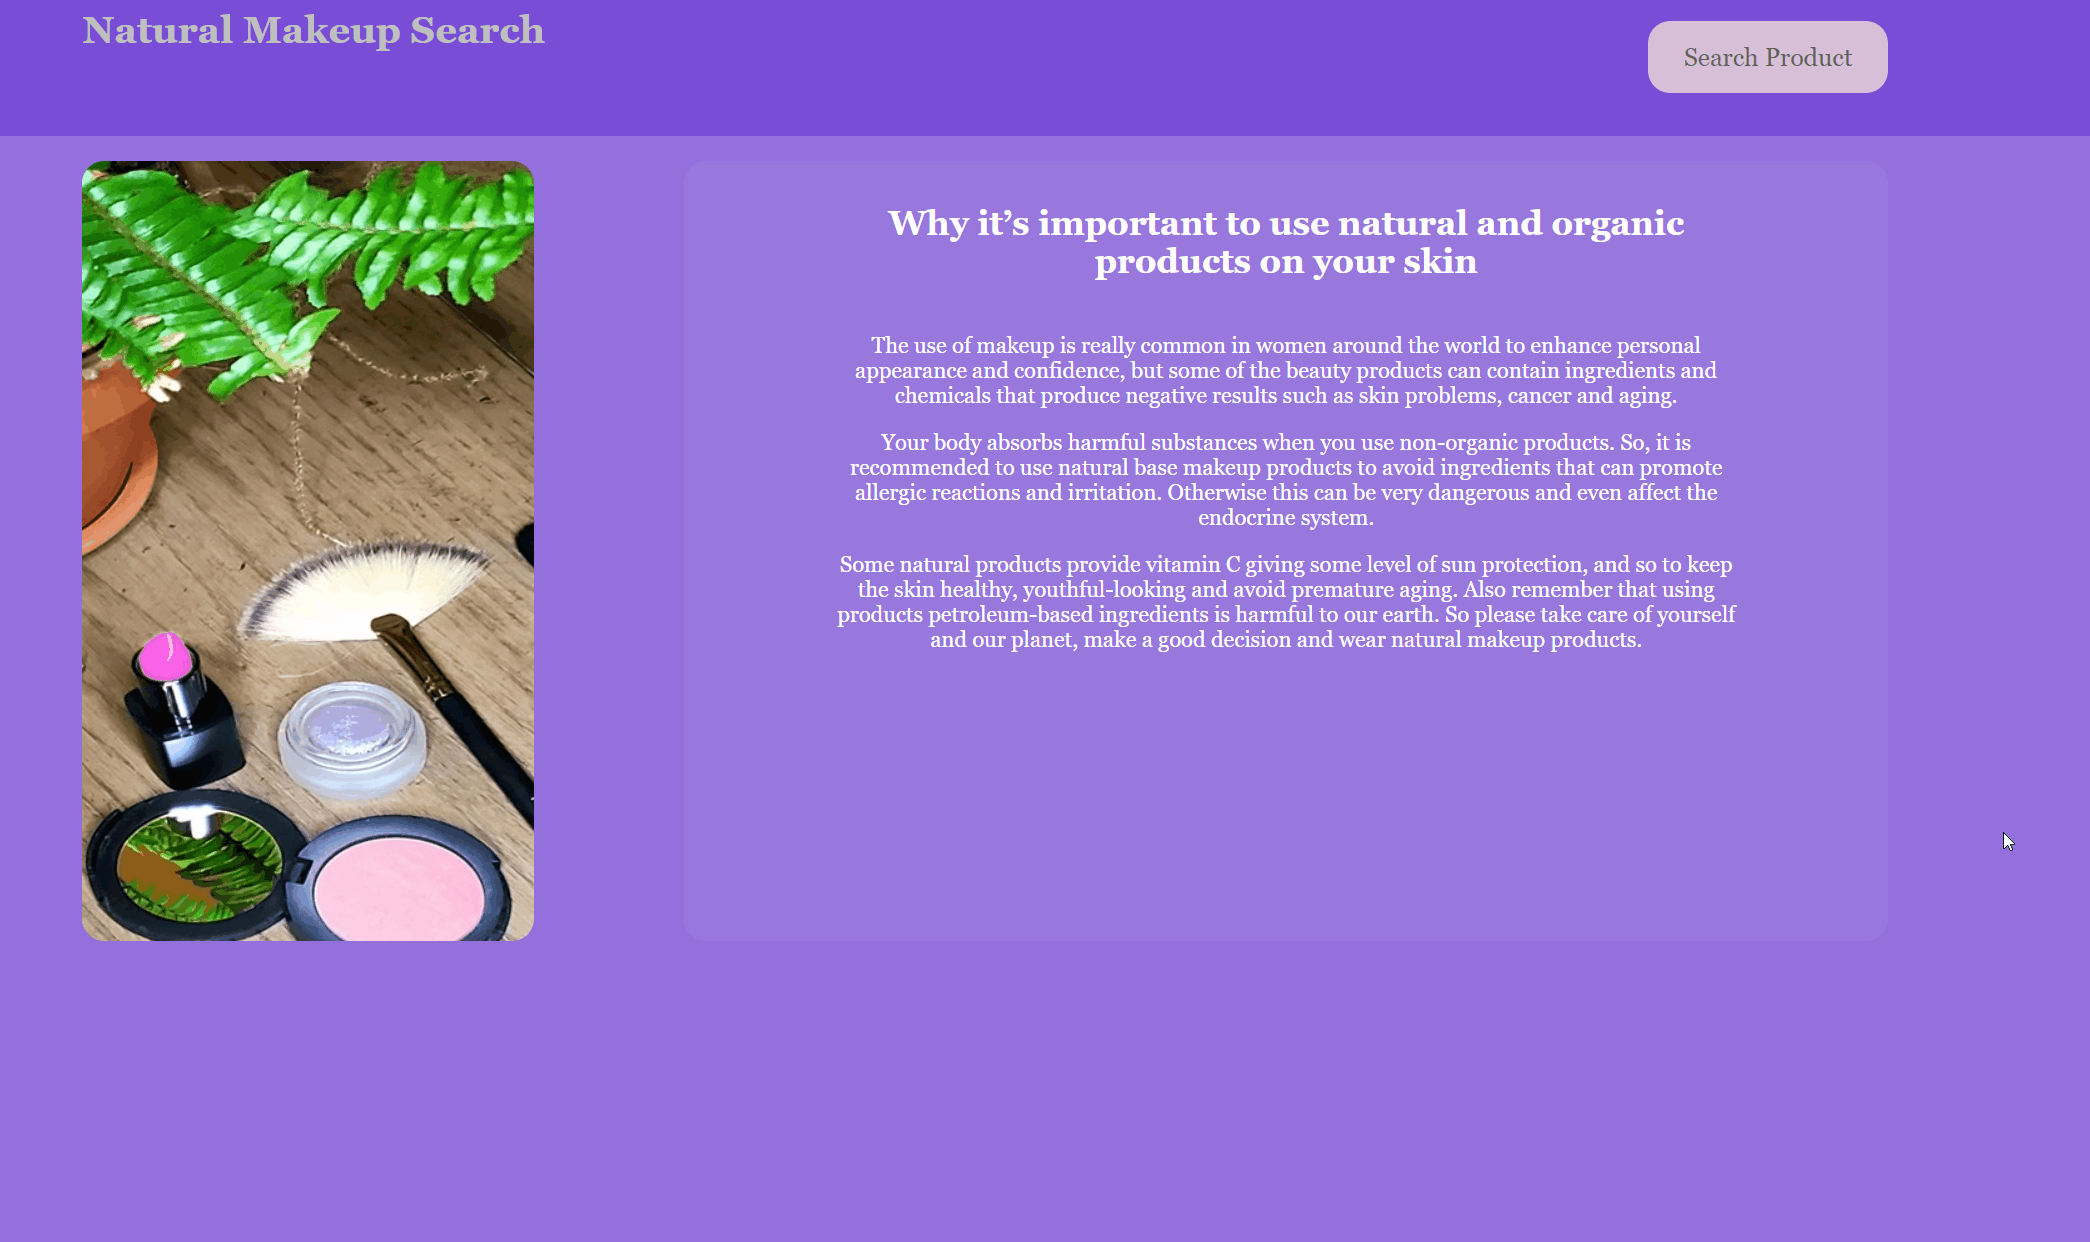 Natural Makeup Search
Search Product
Why it’s important to use natural and organic
products on your skin
The use of makeup is really common in women around the world to enhance personal
appearance and confidence, but some of the beauty products can contain ingredients and
chemicals that produce negative results such as skin problems, cancer and aging.
Your body absorbs harmful substances when you use non-organic products. So, it is
recommended to use natural base makeup products to avoid ingredients that can promote
allergic reactions and irritation. Otherwise this can be very dangerous and even affect the
endocrine system.
Some natural products provide vitamin C giving some level of sun protection, and so to keep
the skin healthy, youthful-looking and avoid premature aging. Also remember that using
products petroleum-based ingredients is harmful to our earth. So please take care of yourself
and our planet, make a good decision and wear natural makeup products.